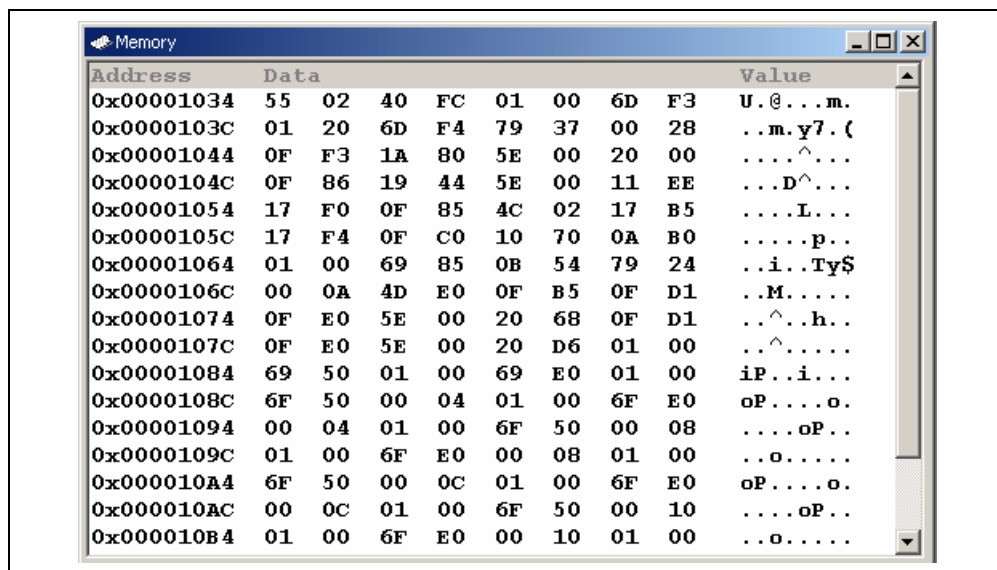 Memory
Address Data Value
0x00001034 55 02 40 FC 01 00 6D F3 U.@...m.
0x0000103C 01 20 6D F4 79 37 00 28 ..m.y7.(
0x00001044 0F F3 1A 80 5E 00 20 00 ....^...
0x0000104C 0F 86 19 44 5E 00 11 EE ...D^...
0x00001054 17 F0 0F 85 4C 02 17 B5 ....L...
0x0000105C 17 F4 0F C0 10 70 0A B0 .....p..
0x00001064 01 00 69 85 0B 54 79 24 ..i..Ty$
0x0000106C 00 0A 4D E0 0F B5 0F D1 ..M.....
0x00001074 0F E0 5E 00 20 68 0F D1 ..^..h..
0x0000107C 0F E0 5E 00 20 D6 01 00 ..^.....
0x00001084 69 50 01 00 69 E0 01 00 iP..i...
0x0000108C 6F 50 00 04 01 00 6F E0 oP....o.
0x00001094 00 04 01 00 6F 50 00 08 ....oP..
0x0000109C 01 00 6F E0 00 08 01 00 ..o.....
0x000010A4 6F 50 00 0C 01 00 6F E0 oP....o.
0x000010AC 00 0C 01 00 6F 50 00 10 ....oP..
0x000010B4 01 00 6F E0 00 10 01 00 ..o.....